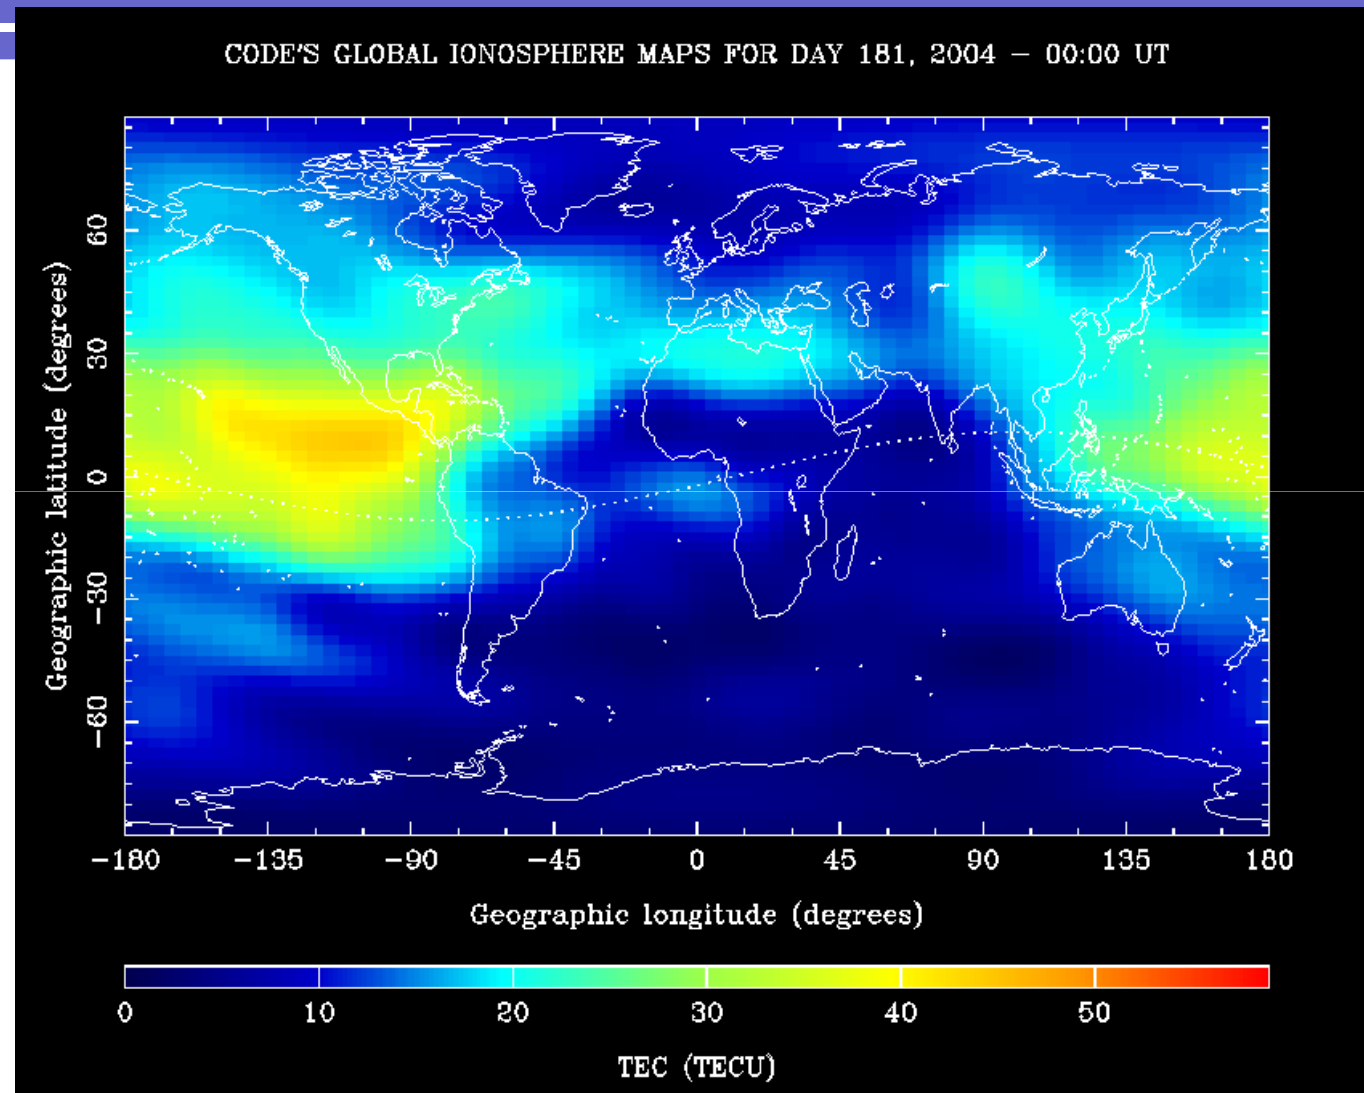 CODE'S GLOBAL IONOSPHERE MAPS FOR DAY 181, 2004 – 00:00 UT
Geographic latitude (degrees)
60
30
0
−30
−60
−180 −135 −90 −45 0 45 90 135 180
Geographic longitude (degrees)
0 10 20 30 40 50
TEC (TECU)